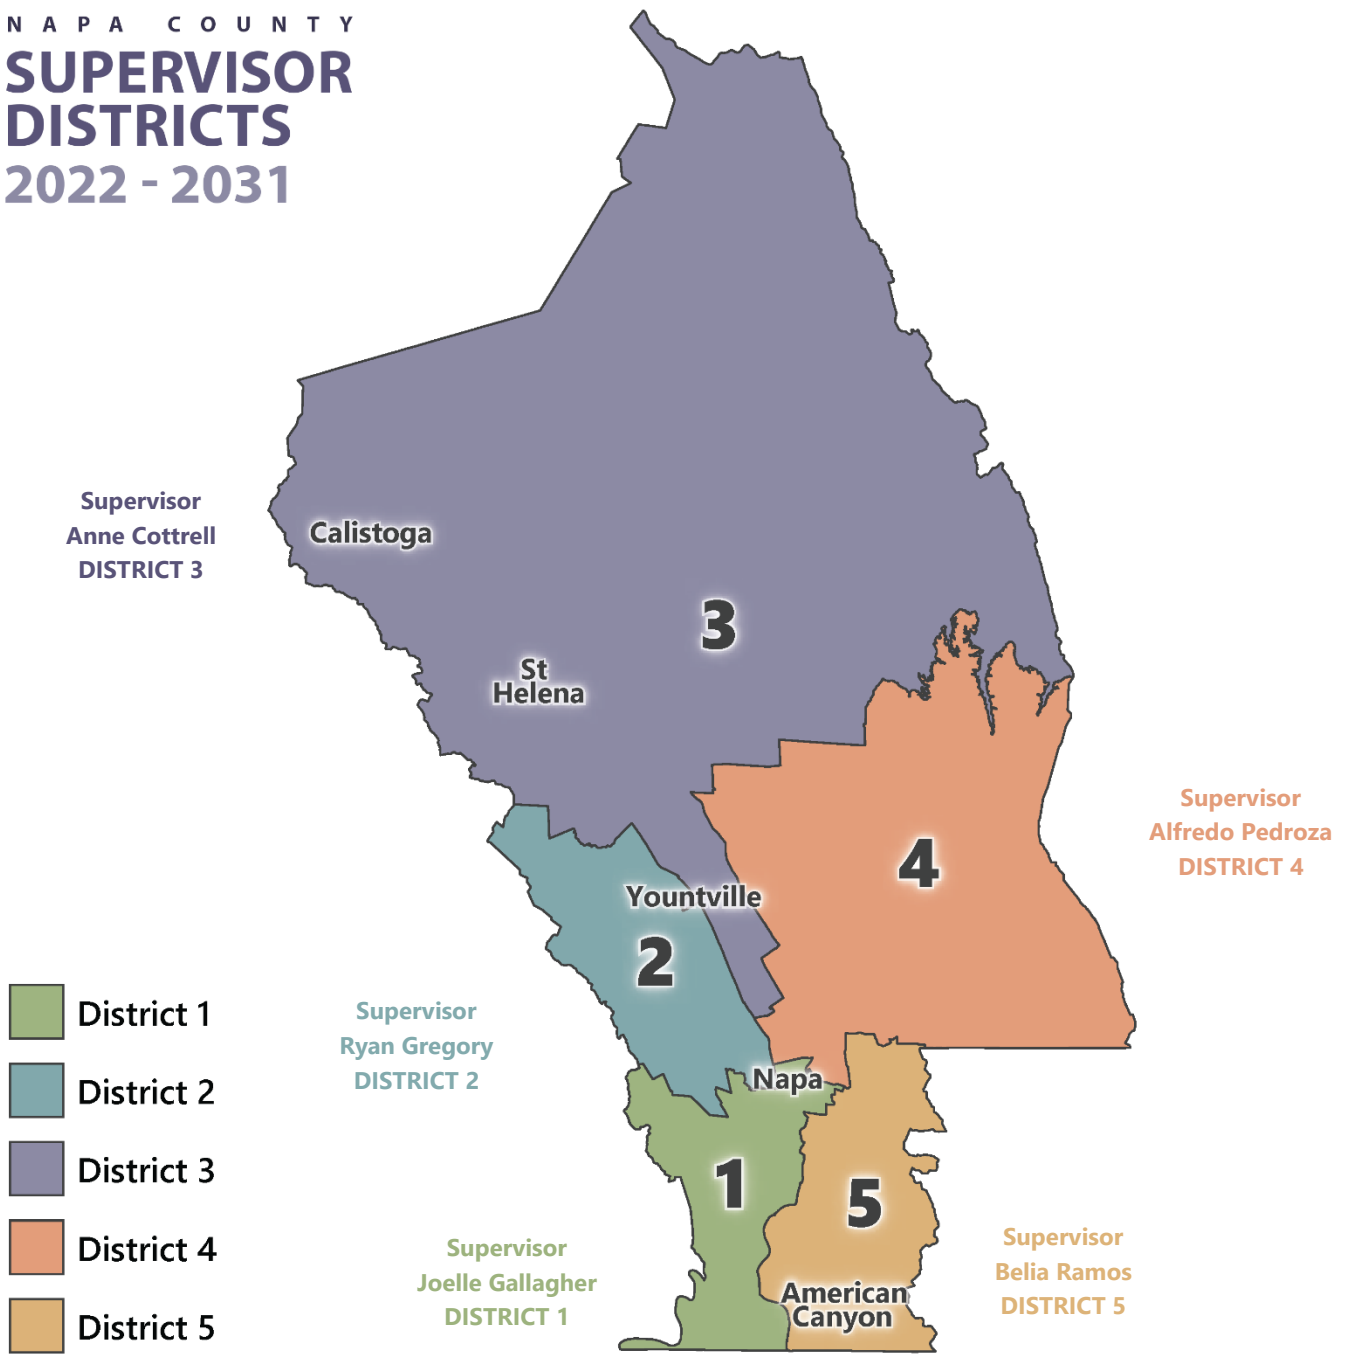 NAPA COUNTY
SUPERVISOR
DISTRICTS
2022 - 2031
Supervisor
Anne Cottrell
DISTRICT 3
Calistoga
3
St
Helena
Supervisor
Alfredo Pedroza
DISTRICT 4
4
Yountville
2
Supervisor
Ryan Gregory
DISTRICT 2
Napa
1
5
Supervisor
Joelle Gallagher
DISTRICT 1
Supervisor
Belia Ramos
DISTRICT 5
American
Canyon
District 1
District 2
District 3
District 4
District 5